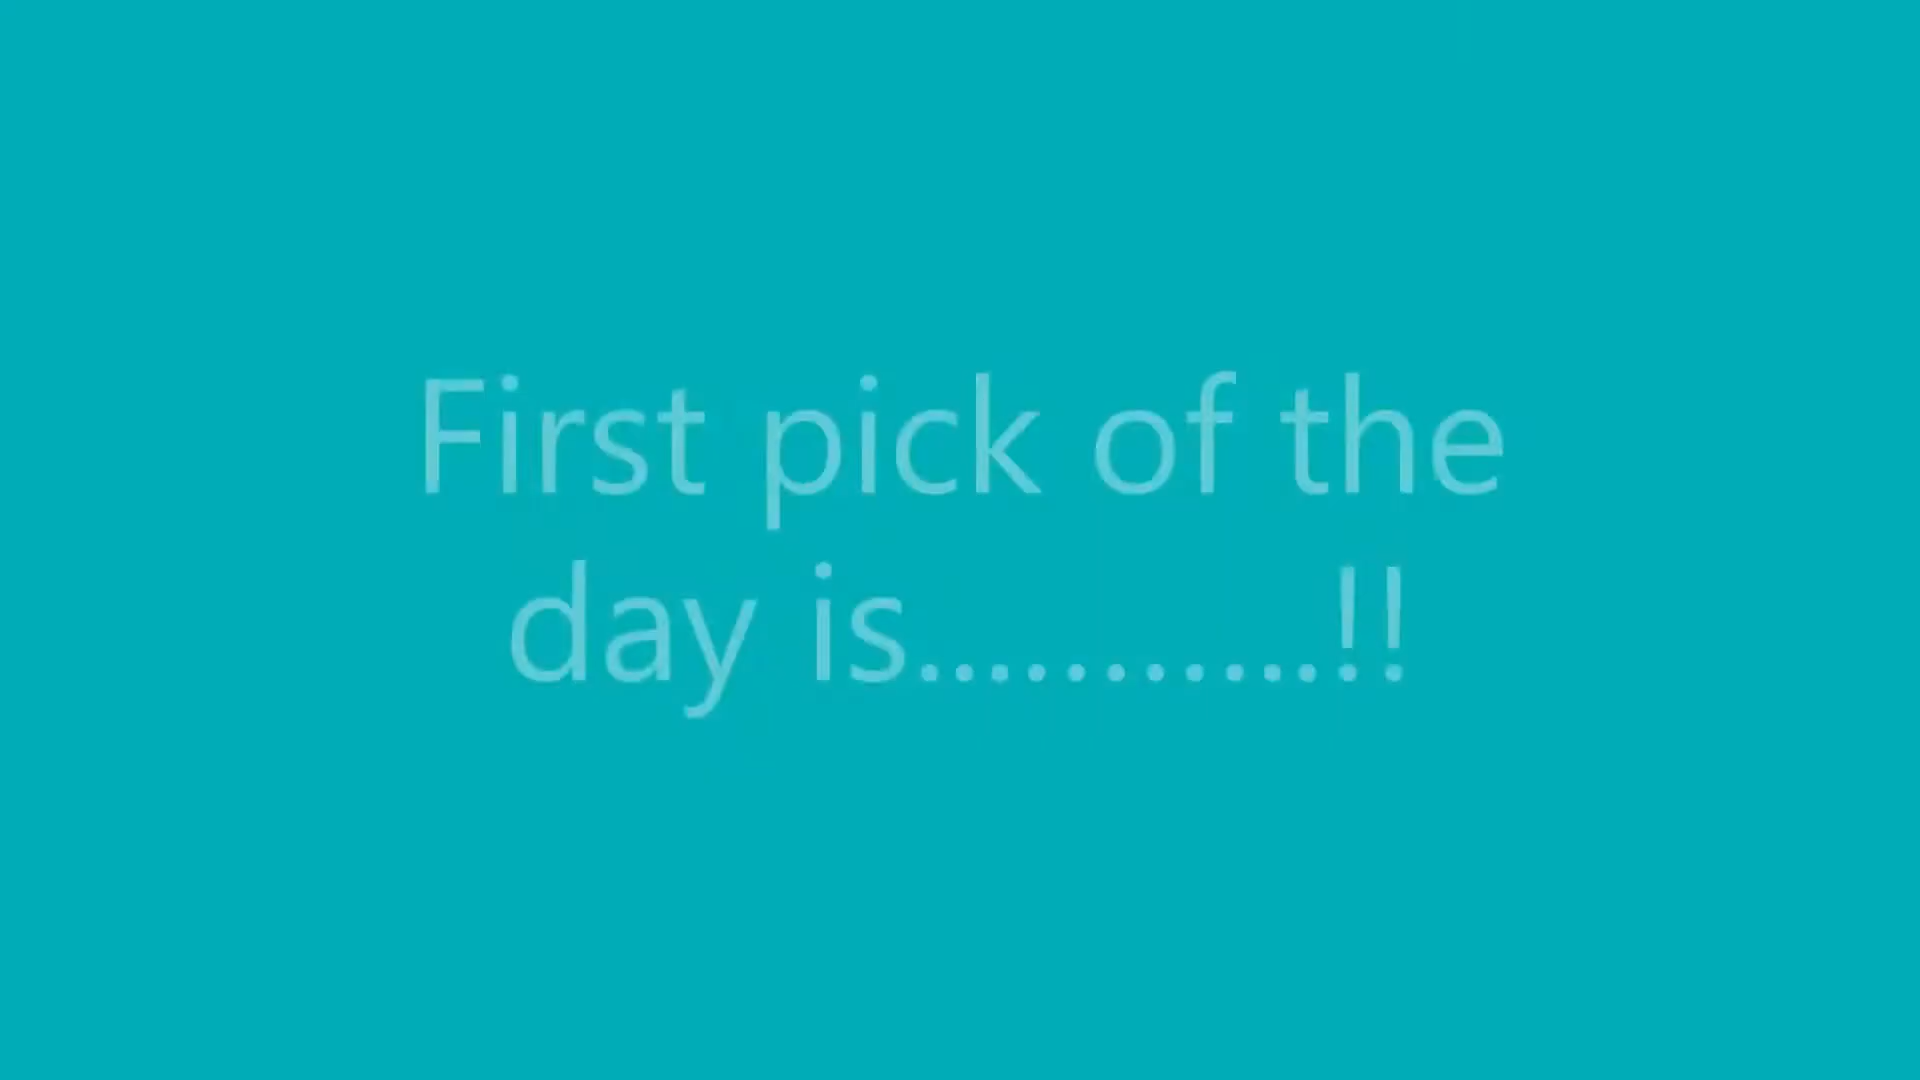 First pick of the
day is...........!!